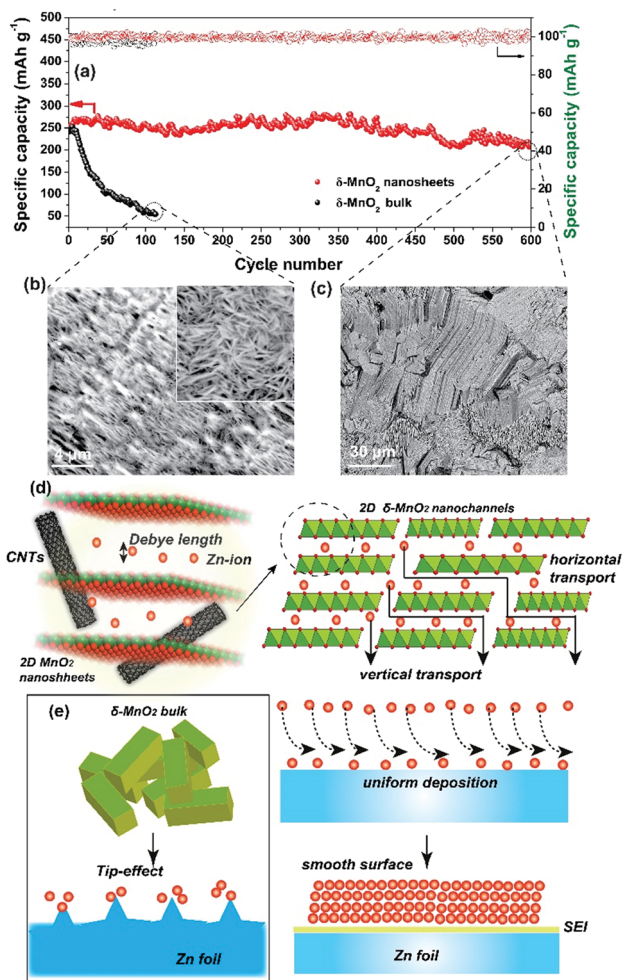 500
450
400
350
300
250
200
150
100
50
Specific capacity (mAh g⁻¹)
(a)
δ-MnO₂ nanosheets
δ-MnO₂ bulk
100
80
60
40
20
0
Specific capacity (mAh g⁻¹)
0 50 100 150 200 250 300 350 400 450 500 550 600
Cycle number
(b)
4 μm
(c)
30 μm
(d)
CNTs
Debye length
Zn-ion
2D MnO₂
nanoshheets
2D δ-MnO₂ nanochannels
horizontal
transport
vertical transport
(e)
δ-MnO₂ bulk
Tip-effect
Zn foil
uniform deposition
smooth surface
SEI
Zn foil